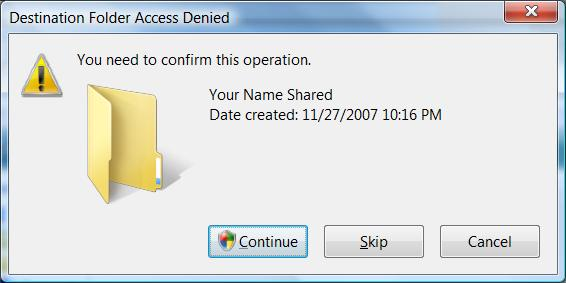 Destination Folder Access Denied
You need to confirm this operation.
Your Name Shared
Date created: 11/27/2007 10:16 PM
Continue
Skip
Cancel